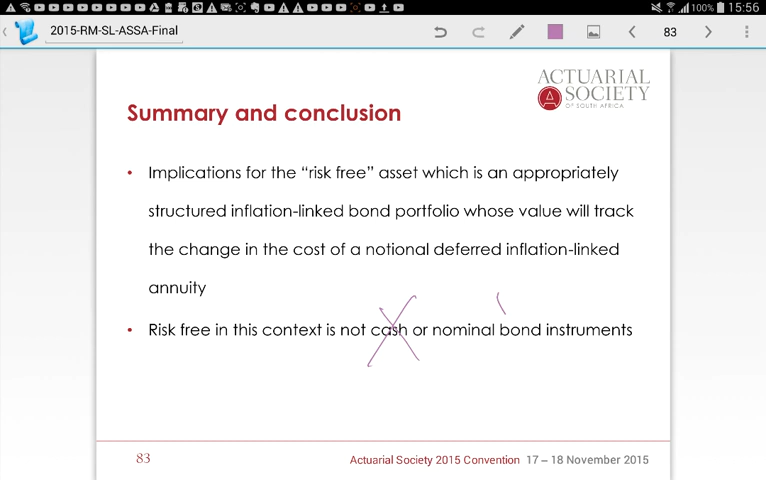 100% 15:56
2015-RM-SL-ASSA-Final
83
ACTUARIAL
SOCIETY
OF SOUTH AFRICA
Summary and conclusion
• Implications for the “risk free” asset which is an appropriately
structured inflation-linked bond portfolio whose value will track
the change in the cost of a notional deferred inflation-linked
annuity
• Risk free in this context is not cash or nominal bond instruments
83
Actuarial Society 2015 Convention 17 – 18 November 2015